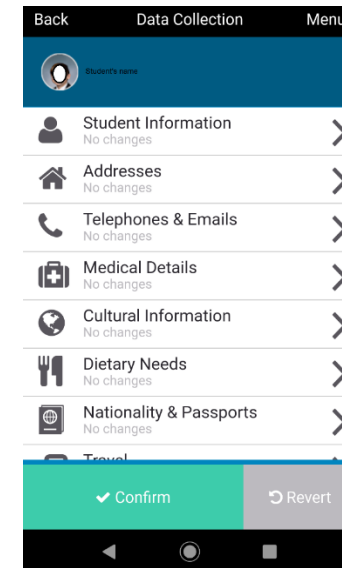 Back Data Collection Menu
Student's name
Student Information
No changes
Addresses
No changes
Telephones & Emails
No changes
Medical Details
No changes
Cultural Information
No changes
Dietary Needs
No changes
Nationality & Passports
No changes
Travel
Confirm Revert